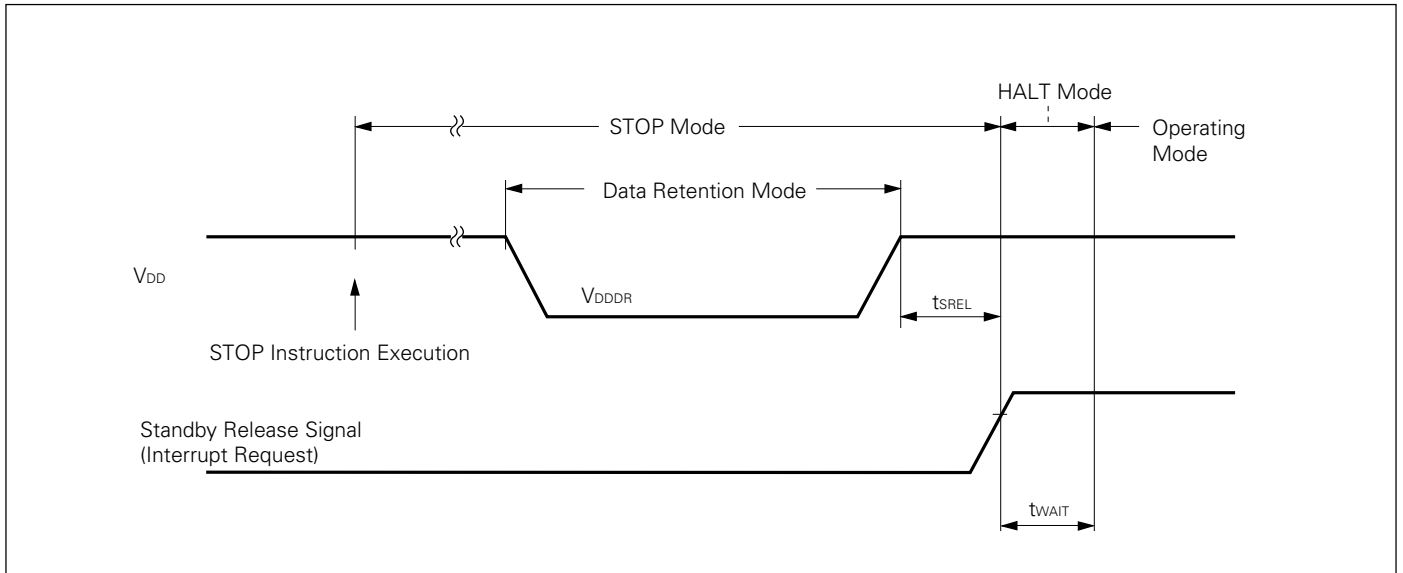 HALT Mode
STOP Mode
Operating
Mode
Data Retention Mode
VDD
VDDDR
tSREL
STOP Instruction Execution
Standby Release Signal
(Interrupt Request)
tWAIT